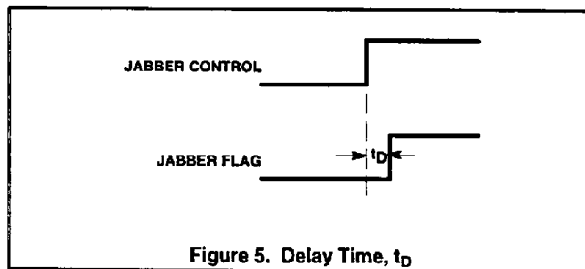 JABBER CONTROL
JABBER FLAG
tD
Figure 5. Delay Time, tD